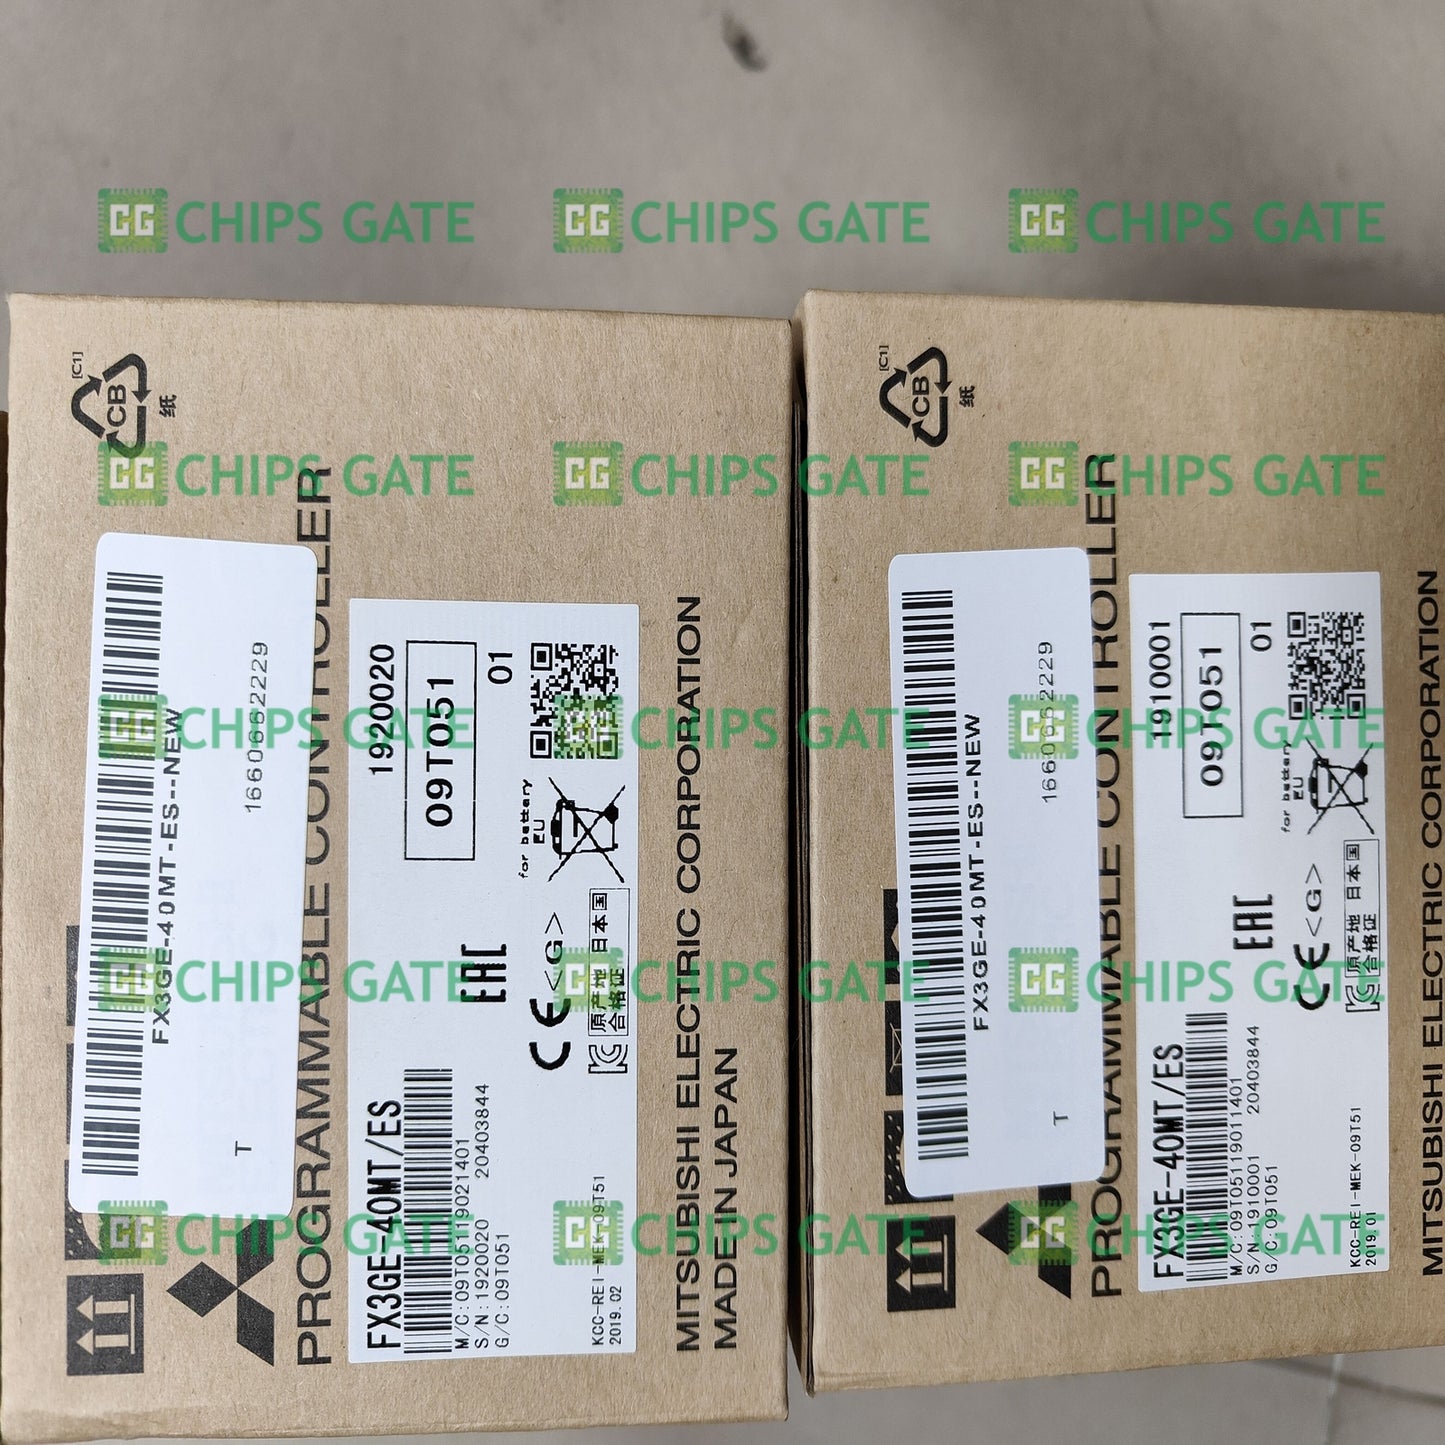 CHIPS GATE CHIPS GATE CHIPS GATE
CHIPS GATE CHIPS GATE CHIPS GATE
CHIPS GATE CHIPS GATE CHIPS GATE
CHIPS GATE CHIPS GATE CHIPS GATE
CHIPS GATE CHIPS GATE CHIPS GATE
[C1]
CB
纸
FX3GE-40MT-ES--NEW
1660662229
T
PROGRAMMABLE CONTROLLER
FX3GE-40MT/ES
M/C:09T05119021401
S/N:1920020 20403844
G/C:09T051
KCC-REI-MEK-09T51
2019.02
EAC
CE <G>
原产地 日本国
合格证
for battery
EU
1920020
09T051
01
MITSUBISHI ELECTRIC CORPORATION
MADE IN JAPAN
[C1]
CB
纸
FX3GE-40MT-ES--NEW
1660662229
T
PROGRAMMABLE CONTROLLER
FX3GE-40MT/ES
M/C:09T05119011401
S/N:1910001 20403844
G/C:09T051
KCC-REI-MEK-09T51
2019.01
EAC
CE <G>
原产地 日本国
合格证
for battery
EU
1910001
09T051
01
MITSUBISHI ELECTRIC CORPORATION